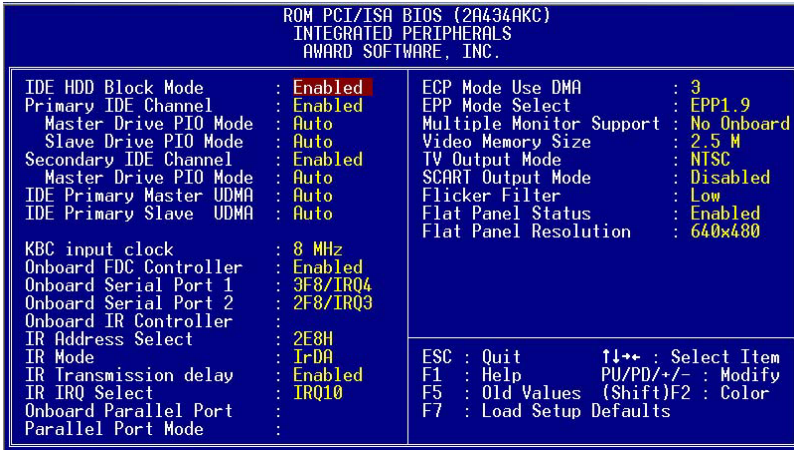 ROM PCI/ISA BIOS (2A434AKC)
INTEGRATED PERIPHERALS
AWARD SOFTWARE, INC.
IDE HDD Block Mode : Enabled
Primary IDE Channel : Enabled
Master Drive PIO Mode : Auto
Slave Drive PIO Mode : Auto
Secondary IDE Channel : Enabled
Master Drive PIO Mode : Auto
IDE Primary Master UDMA : Auto
IDE Primary Slave UDMA : Auto
KBC input clock : 8 MHz
Onboard FDC Controller : Enabled
Onboard Serial Port 1 : 3F8/IRQ4
Onboard Serial Port 2 : 2F8/IRQ3
Onboard IR Controller :
IR Address Select : 2E8H
IR Mode : IrDA
IR Transmission delay : Enabled
IR IRQ Select : IRQ10
Onboard Parallel Port :
Parallel Port Mode :
ECP Mode Use DMA : 3
EPP Mode Select : EPP1.9
Multiple Monitor Support : No Onboard
Video Memory Size : 2.5 M
TV Output Mode : NTSC
SCART Output Mode : Disabled
Flicker Filter : Low
Flat Panel Status : Enabled
Flat Panel Resolution : 640x480
ESC : Quit ↑↓→← : Select Item
F1 : Help PU/PD/+/- : Modify
F5 : Old Values (Shift)F2 : Color
F7 : Load Setup Defaults